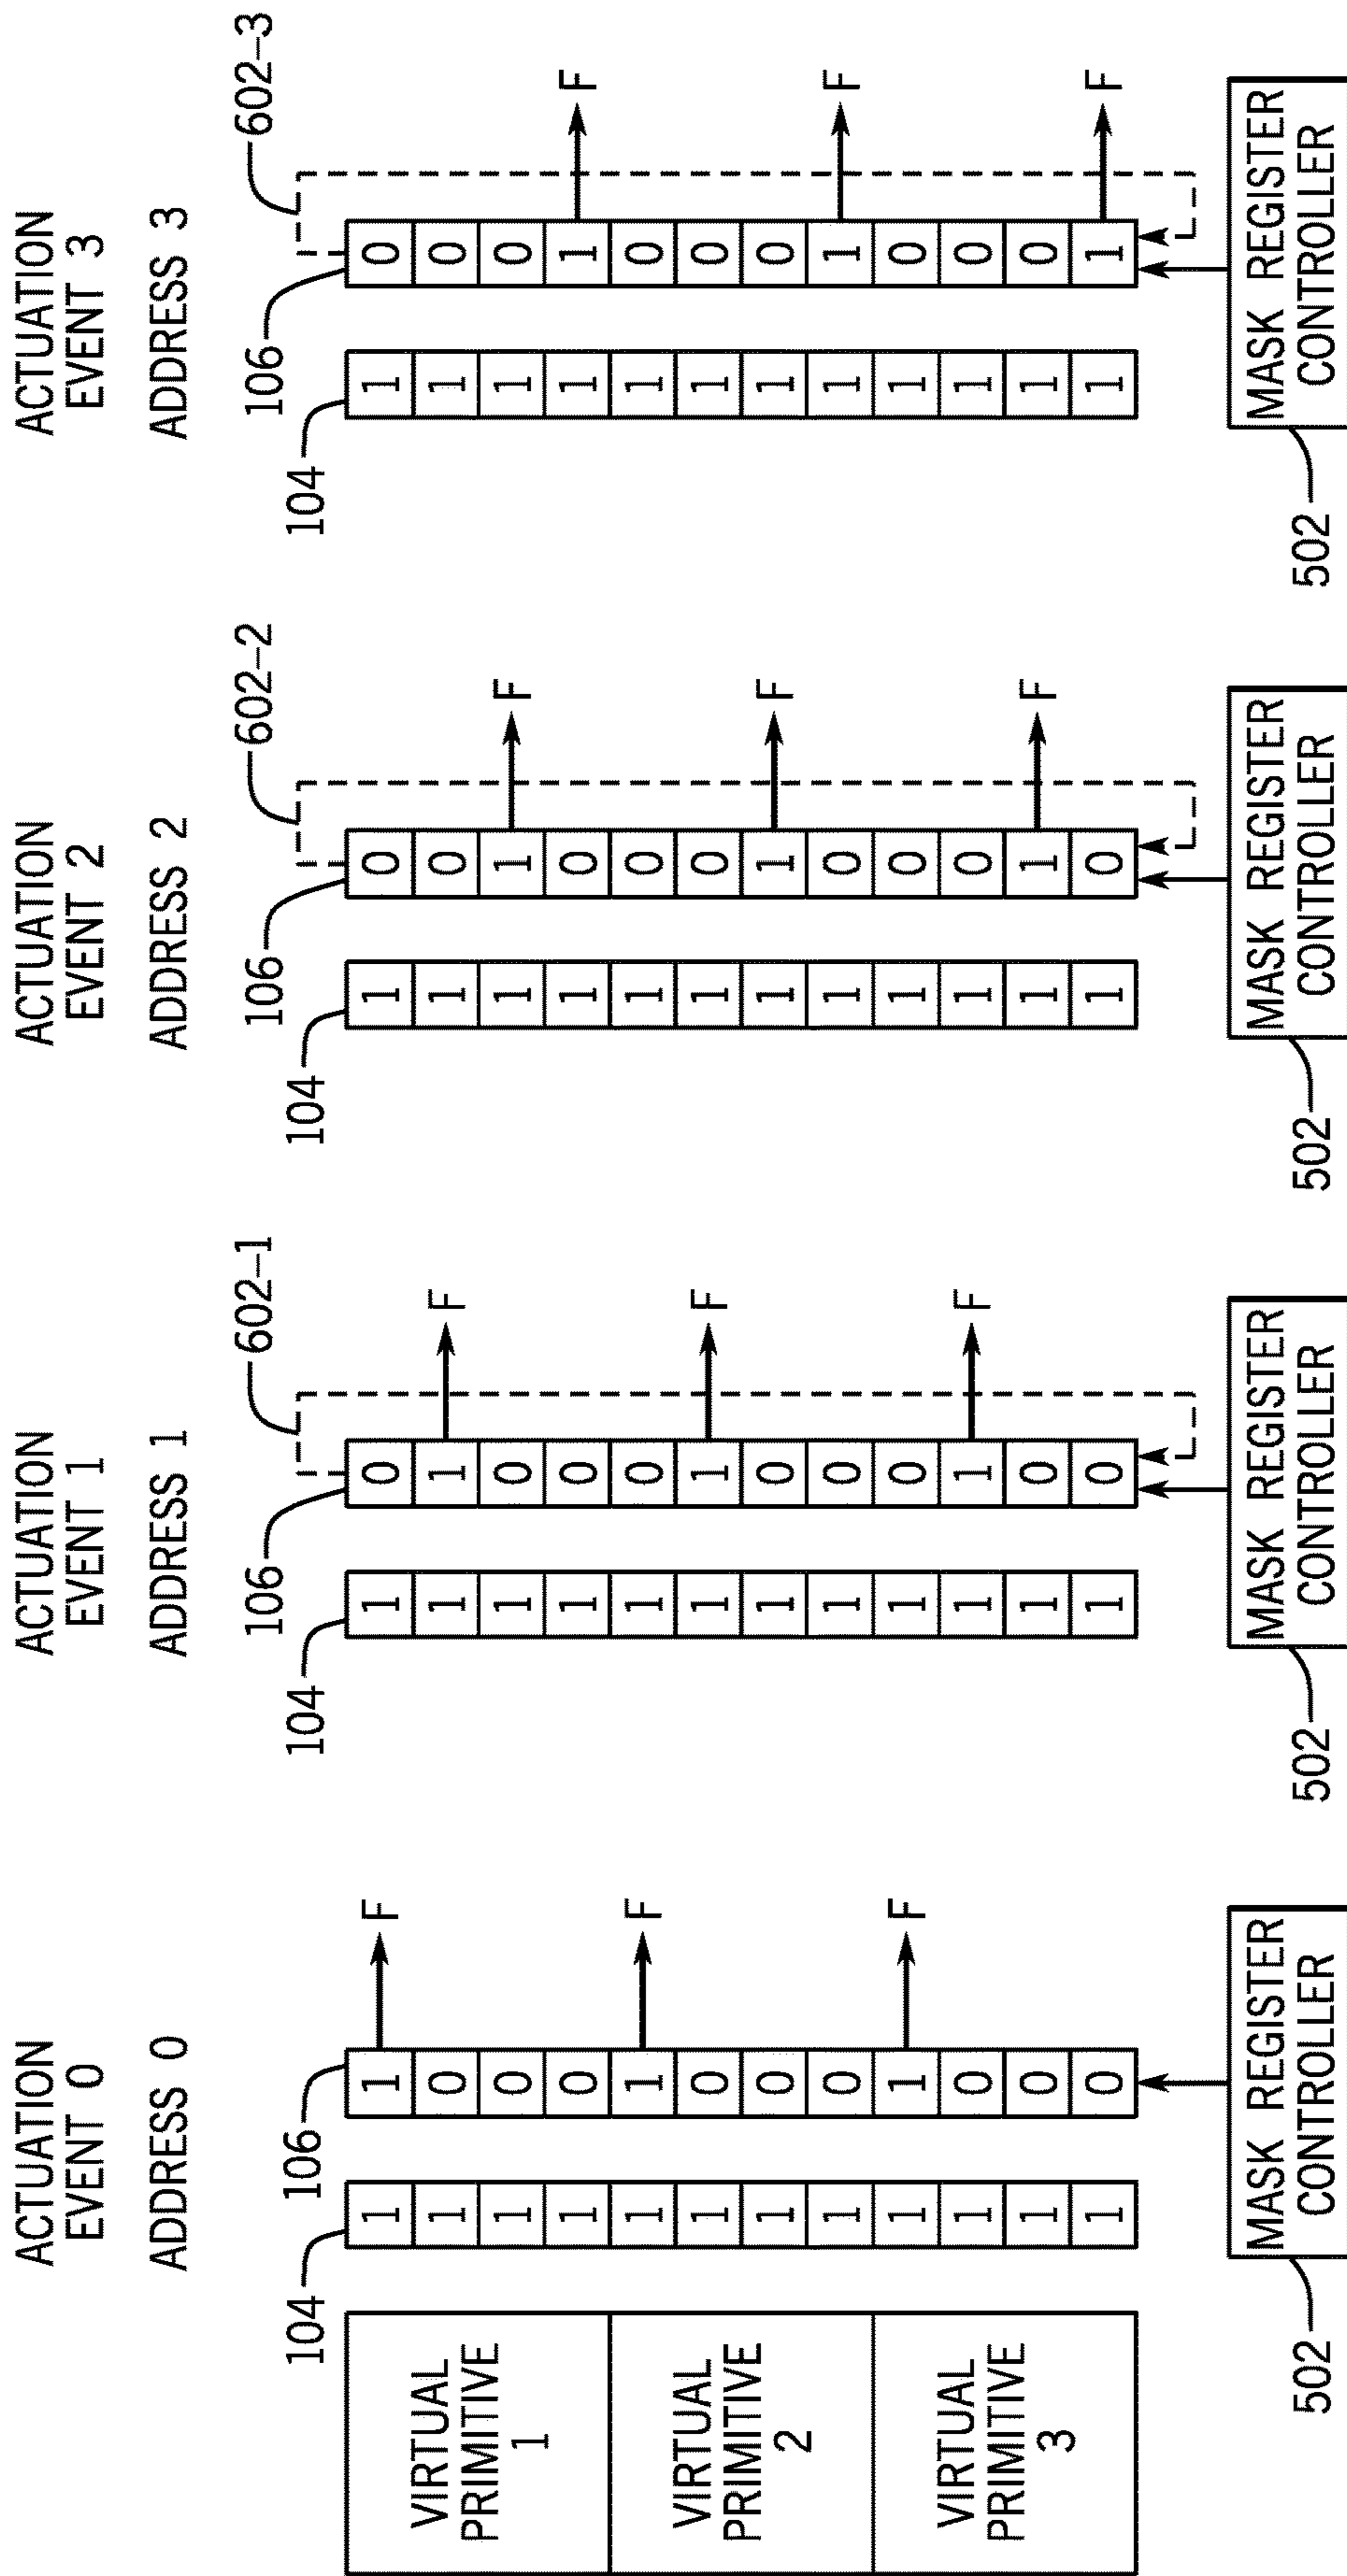 ACTUATION
EVENT 0
ADDRESS 0
104
106
VIRTUAL
PRIMITIVE
1
VIRTUAL
PRIMITIVE
2
VIRTUAL
PRIMITIVE
3
1 1 F
1 0
1 0
1 0
1 1 F
1 0
1 0
1 0
1 1 F
1 0
1 0
1 0
MASK REGISTER
CONTROLLER
502
ACTUATION
EVENT 1
ADDRESS 1
602-1
106
104
1 0
1 1 F
1 0
1 0
1 0
1 1 F
1 0
1 0
1 0
1 1 F
1 0
1 0
MASK REGISTER
CONTROLLER
502
ACTUATION
EVENT 2
ADDRESS 2
602-2
106
104
1 0
1 0
1 1 F
1 0
1 0
1 0
1 1 F
1 0
1 0
1 0
1 1 F
1 0
MASK REGISTER
CONTROLLER
502
ACTUATION
EVENT 3
ADDRESS 3
602-3
106
104
1 0
1 0
1 0
1 1 F
1 0
1 0
1 0
1 1 F
1 0
1 0
1 0
1 1 F
MASK REGISTER
CONTROLLER
502